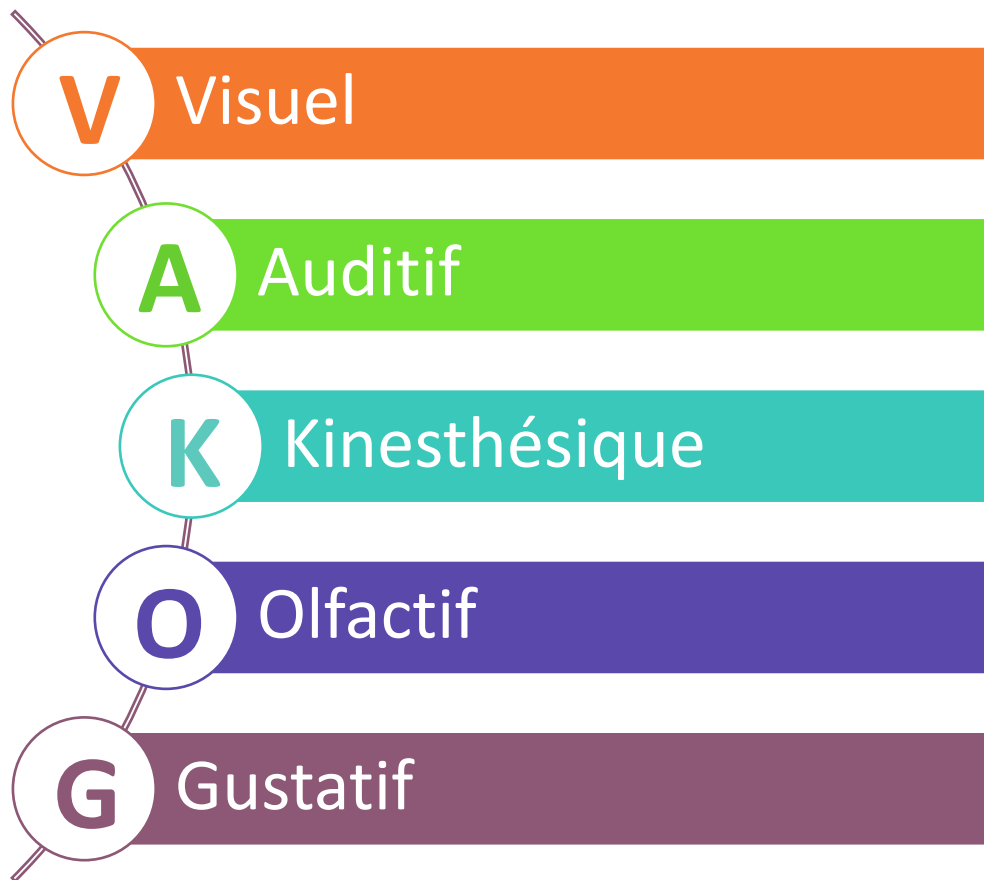 V Visuel
A Auditif
K Kinesthésique
O Olfactif
G Gustatif